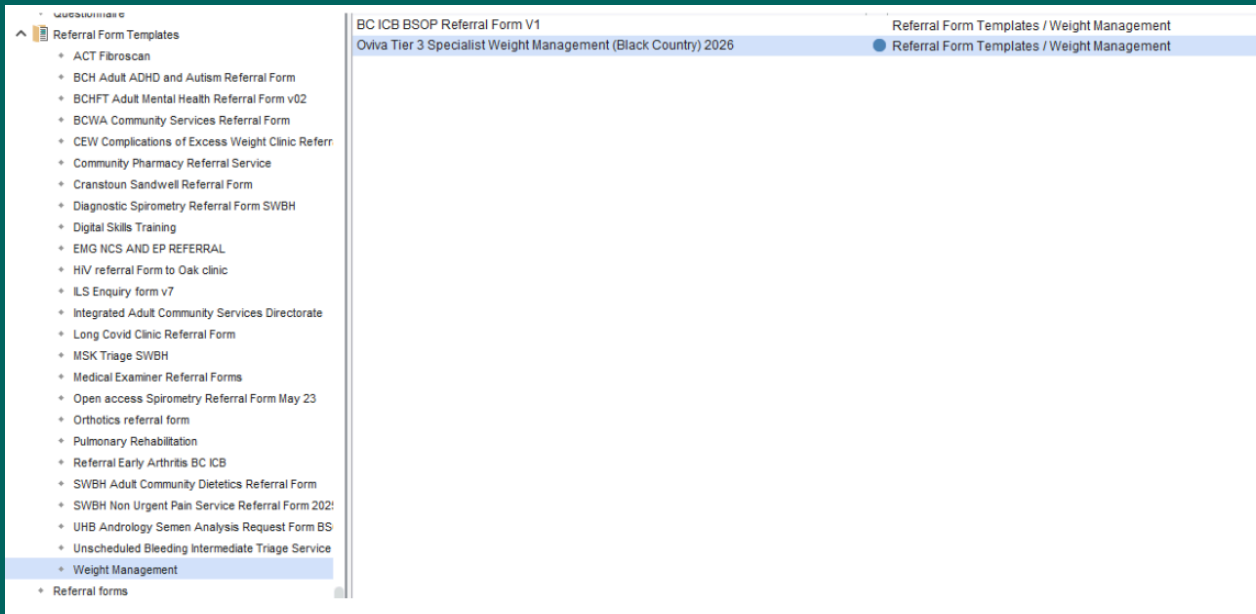 Questionnaire
Referral Form Templates
ACT Fibroscan
BCH Adult ADHD and Autism Referral Form
BCHFT Adult Mental Health Referral Form v02
BCWA Community Services Referral Form
CEW Complications of Excess Weight Clinic Referr
Community Pharmacy Referral Service
Cranstoun Sandwell Referral Form
Diagnostic Spirometry Referral Form SWBH
Digital Skills Training
EMG NCS AND EP REFERRAL
HiV referral Form to Oak clinic
ILS Enquiry form v7
Integrated Adult Community Services Directorate
Long Covid Clinic Referral Form
MSK Triage SWBH
Medical Examiner Referral Forms
Open access Spirometry Referral Form May 23
Orthotics referral form
Pulmonary Rehabilitation
Referral Early Arthritis BC ICB
SWBH Adult Community Dietetics Referral Form
SWBH Non Urgent Pain Service Referral Form 202
UHB Andrology Semen Analysis Request Form BS
Unscheduled Bleeding Intermediate Triage Service
Weight Management
Referral forms
BC ICB BSOP Referral Form V1 Referral Form Templates / Weight Management
Oviva Tier 3 Specialist Weight Management (Black Country) 2026 Referral Form Templates / Weight Management